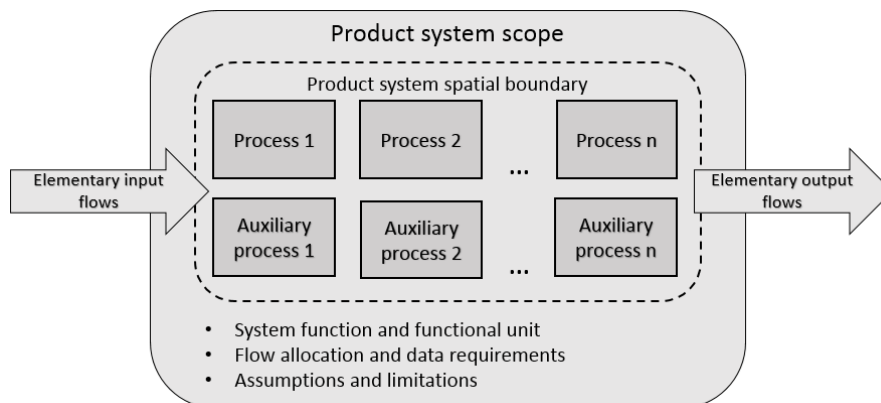 Product system scope
Product system spatial boundary
Process 1
Process 2
...
Process n
Elementary input
flows
Elementary output
flows
Auxiliary
process 1
Auxiliary
process 2
...
Auxiliary
process n
• System function and functional unit
• Flow allocation and data requirements
• Assumptions and limitations